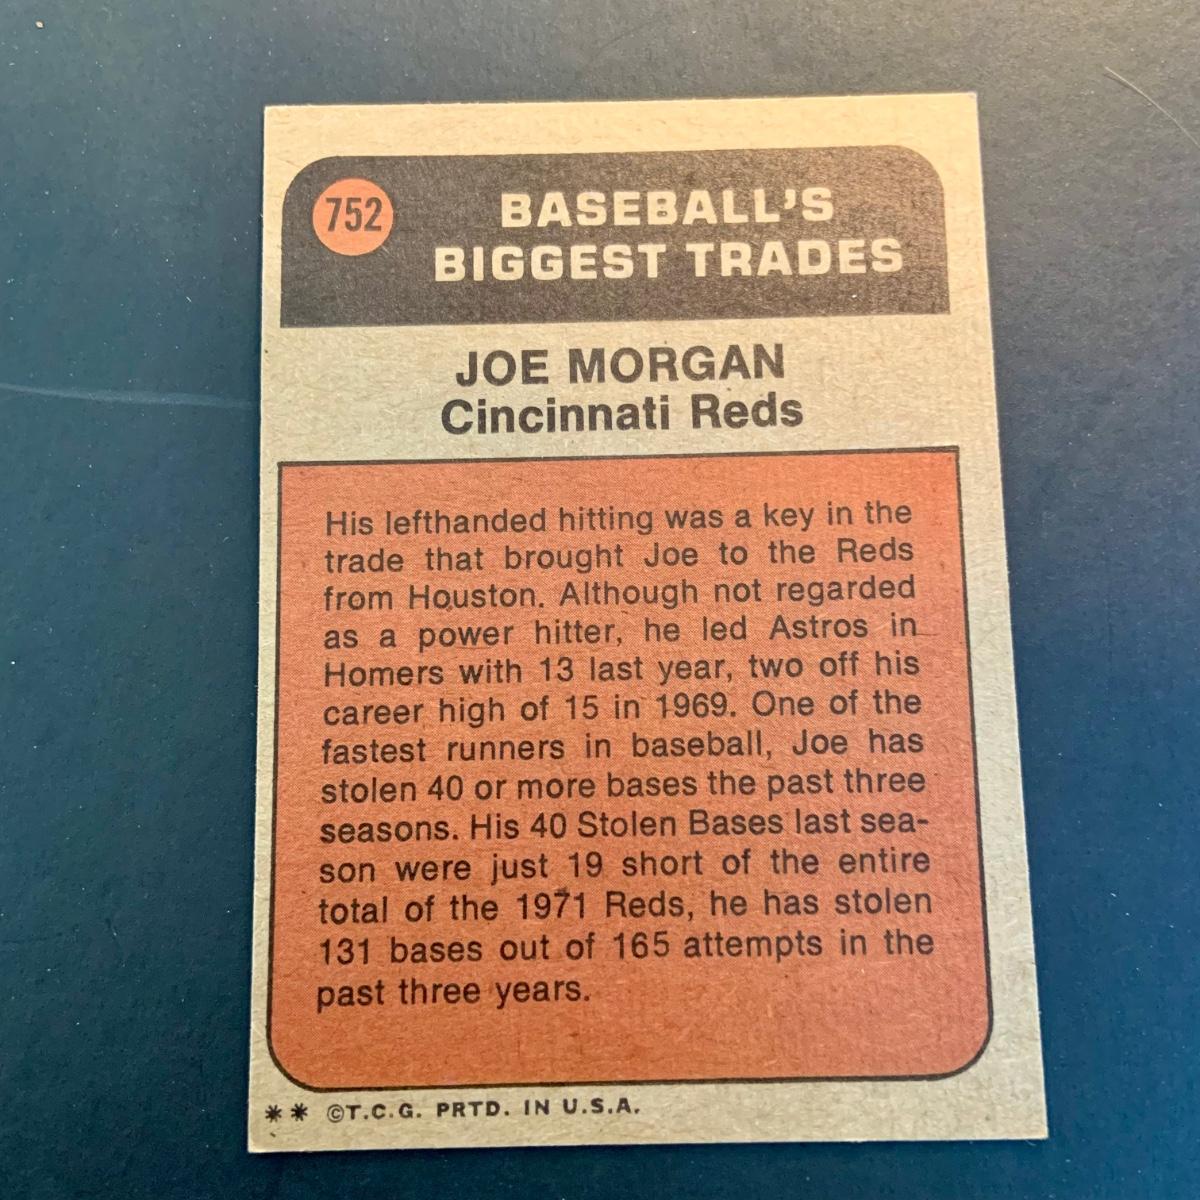 752
BASEBALL'S
BIGGEST TRADES
JOE MORGAN
Cincinnati Reds
His lefthanded hitting was a key in the
trade that brought Joe to the Reds
from Houston. Although not regarded
as a power hitter, he led Astros in
Homers with 13 last year, two off his
career high of 15 in 1969. One of the
fastest runners in baseball, Joe has
stolen 40 or more bases the past three
seasons. His 40 Stolen Bases last sea-
son were just 19 short of the entire
total of the 1971 Reds, he has stolen
131 bases out of 165 attempts in the
past three years.
** ©T.C.G. PRTD. IN U.S.A.